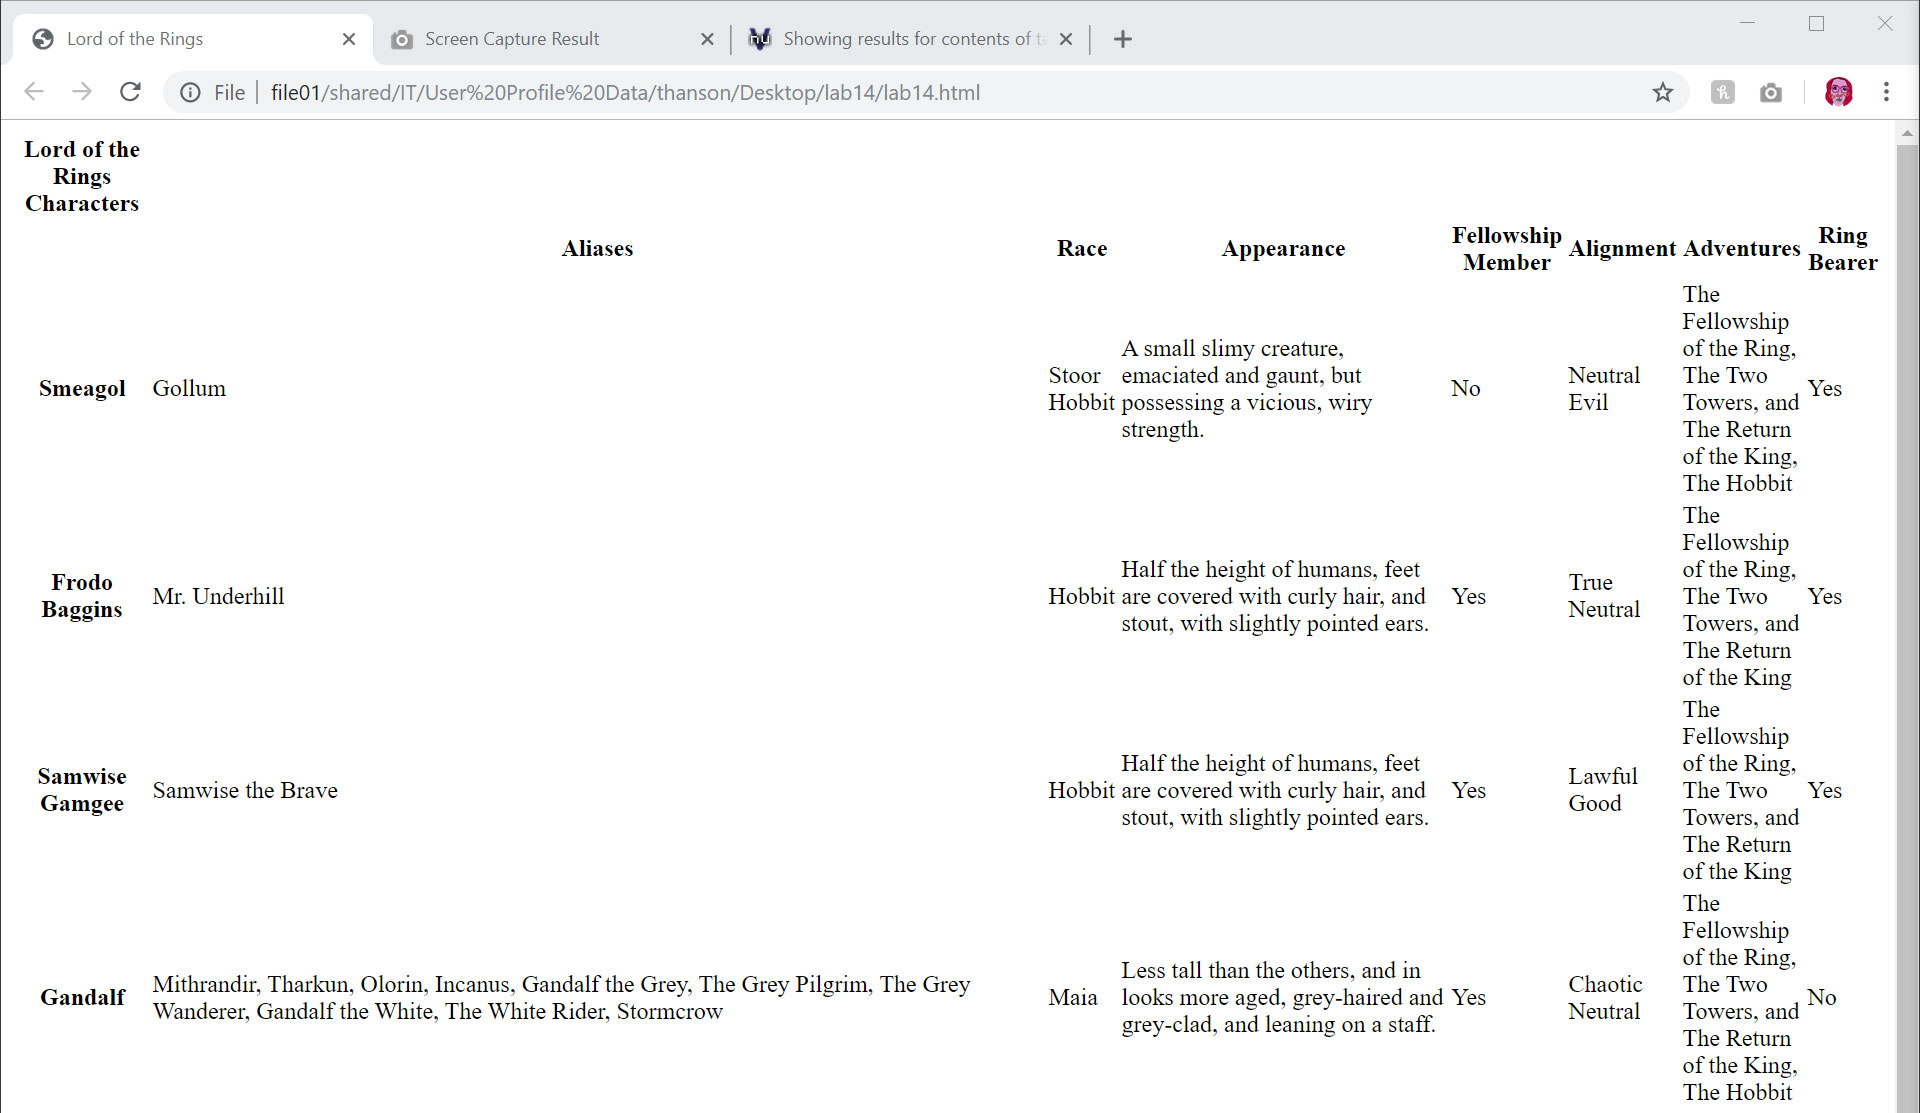 Lord of the Rings
Screen Capture Result
Showing results for contents of
File
file01/shared/IT/User%20Profile%20Data/thanson/Desktop/lab14/lab14.html
Lord of the
Rings
Characters
Aliases
Race
Appearance
Fellowship
Member
Alignment
Adventures
Ring
Bearer
Smeagol
Gollum
Stoor
Hobbit
A small slimy creature,
emaciated and gaunt, but
possessing a vicious, wiry
strength.
No
Neutral
Evil
The
Fellowship
of the Ring,
The Two
Towers, and
The Return
of the King,
The Hobbit
Yes
Frodo
Baggins
Mr. Underhill
Hobbit
Half the height of humans, feet
are covered with curly hair, and
stout, with slightly pointed ears.
Yes
True
Neutral
The
Fellowship
of the Ring,
The Two
Towers, and
The Return
of the King
Yes
Samwise
Gamgee
Samwise the Brave
Hobbit
Half the height of humans, feet
are covered with curly hair, and
stout, with slightly pointed ears.
Yes
Lawful
Good
The
Fellowship
of the Ring,
The Two
Towers, and
The Return
of the King
Yes
Gandalf
Mithrandir, Tharkun, Olorin, Incanus, Gandalf the Grey, The Grey Pilgrim, The Grey
Wanderer, Gandalf the White, The White Rider, Stormcrow
Maia
Less tall than the others, and in
looks more aged, grey-haired and
grey-clad, and leaning on a staff.
Yes
Chaotic
Neutral
The
Fellowship
of the Ring,
The Two
Towers, and
The Return
of the King,
The Hobbit
No